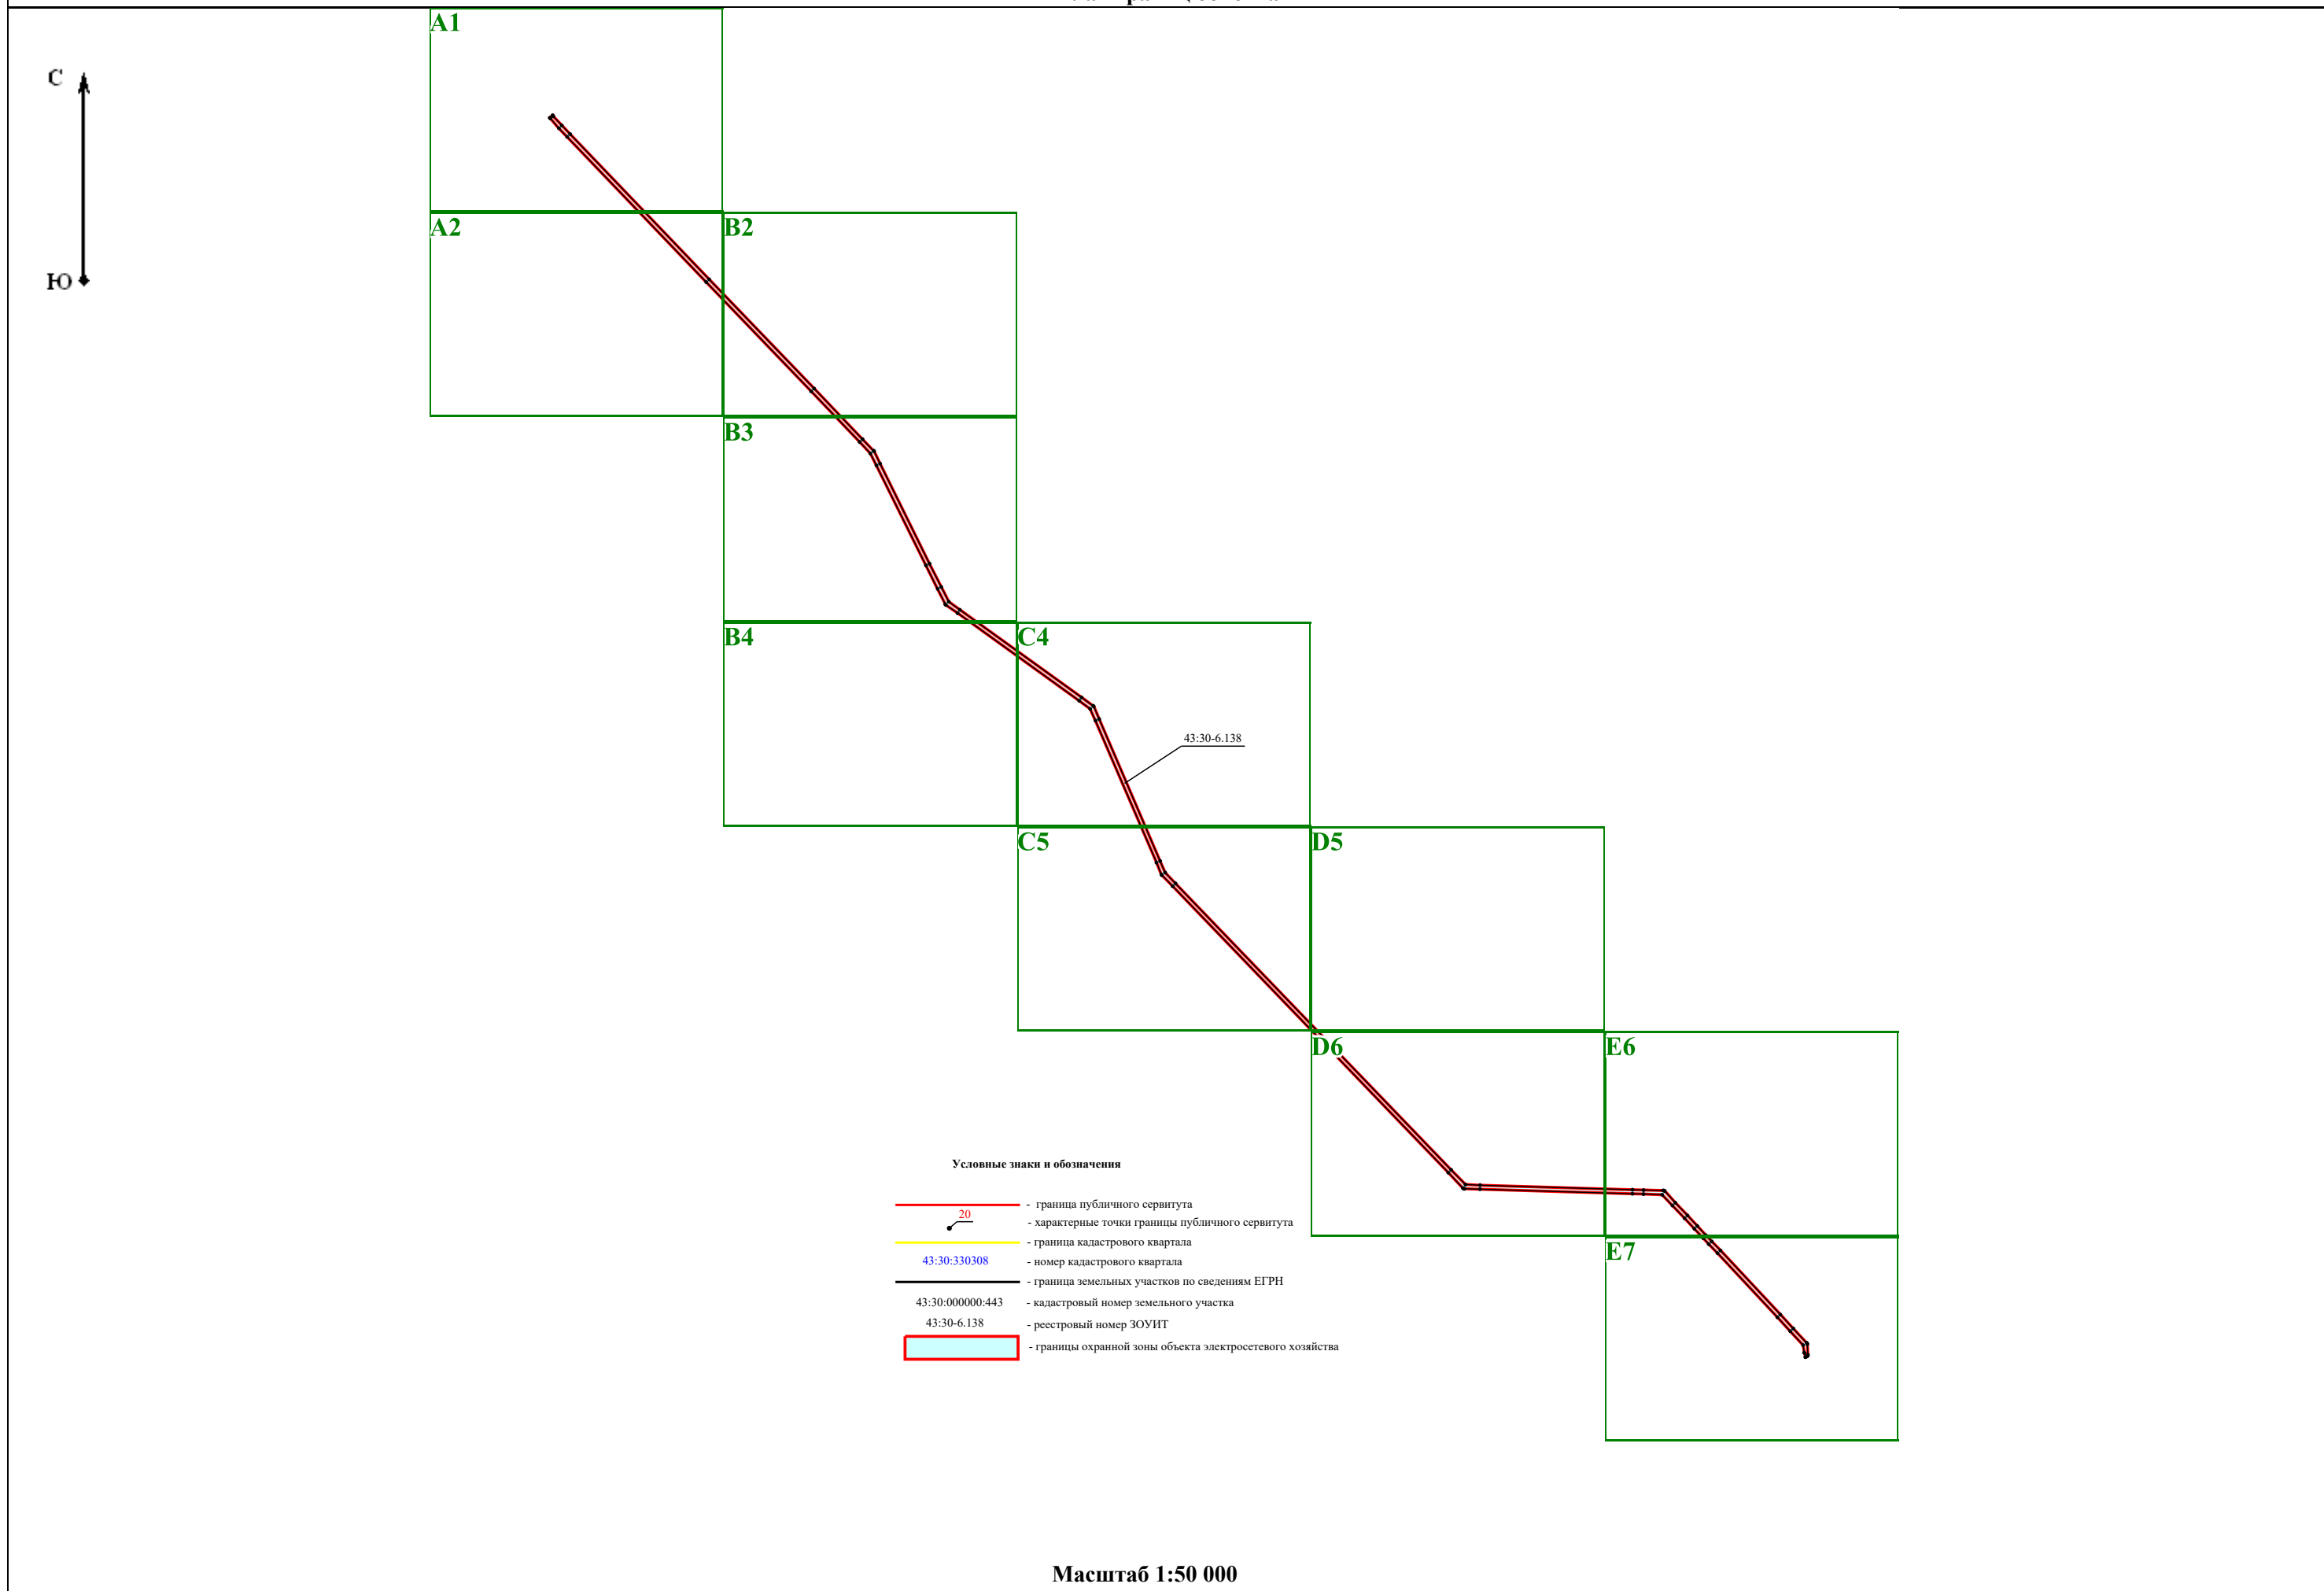 A1
С
A2
B2
Ю
B3
B4
C4
43:30-6.138
C5
D5
D6
E6
Условные знаки и обозначения
- граница публичного сервитута
20
- характерные точки границы публичного сервитута
- граница кадастрового квартала
E7
43:30:330308 - номер кадастрового квартала
- граница земельных участков по сведениям ЕГРН
43:30:000000:443 - кадастровый номер земельного участка
43:30-6.138 - реестровый номер ЗОУИТ
- границы охранной зоны объекта электросетевого хозяйства
Масштаб 1:50 000